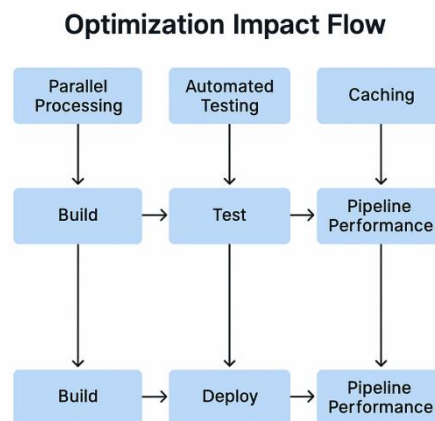 Optimization Impact Flow
Parallel
Processing
Automated
Testing
Caching
Build
Test
Pipeline
Performance
Build
Deploy
Pipeline
Performance